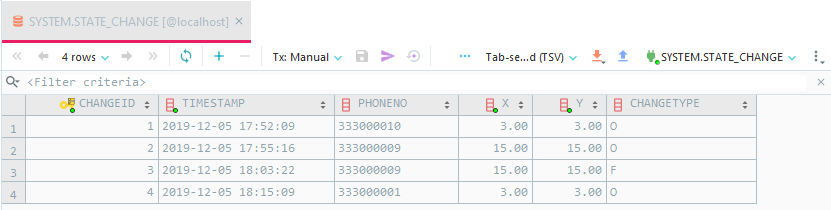 SYSTEM.STATE_CHANGE [@localhost] ×
4 rows Tx: Manual Tab-se...d (TSV) SYSTEM.STATE_CHANGE
<Filter criteria>
CHANGEID TIMESTAMP PHONENO X Y CHANGETYPE
1 1 2019-12-05 17:52:09 333000010 3.00 3.00 O
2 2 2019-12-05 17:55:16 333000009 15.00 15.00 O
3 3 2019-12-05 18:03:22 333000009 15.00 15.00 F
4 4 2019-12-05 18:15:09 333000001 3.00 3.00 O